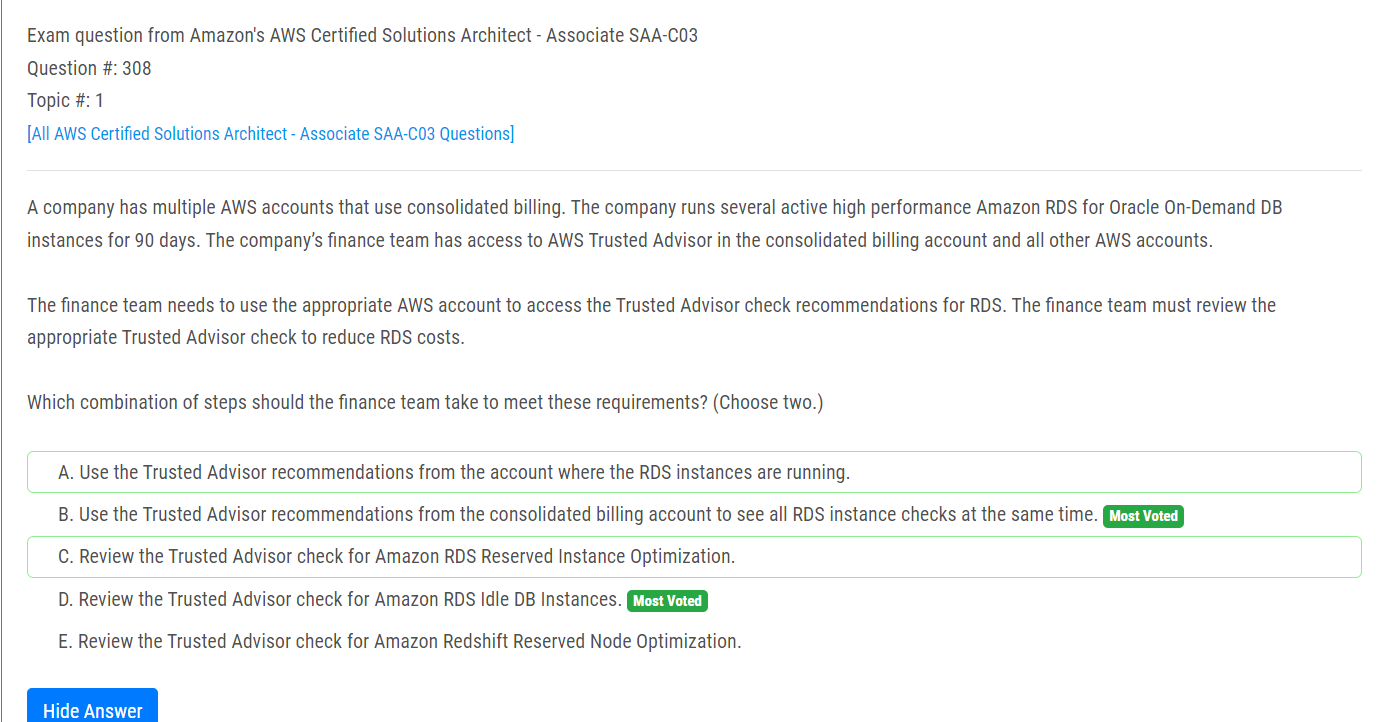 Exam question from Amazon's AWS Certified Solutions Architect - Associate SAA-C03
Question #: 308
Topic #: 1
[All AWS Certified Solutions Architect - Associate SAA-C03 Questions]
A company has multiple AWS accounts that use consolidated billing. The company runs several active high performance Amazon RDS for Oracle On-Demand DB
instances for 90 days. The company’s finance team has access to AWS Trusted Advisor in the consolidated billing account and all other AWS accounts.
The finance team needs to use the appropriate AWS account to access the Trusted Advisor check recommendations for RDS. The finance team must review the
appropriate Trusted Advisor check to reduce RDS costs.
Which combination of steps should the finance team take to meet these requirements? (Choose two.)
A. Use the Trusted Advisor recommendations from the account where the RDS instances are running.
B. Use the Trusted Advisor recommendations from the consolidated billing account to see all RDS instance checks at the same time. Most Voted
C. Review the Trusted Advisor check for Amazon RDS Reserved Instance Optimization.
D. Review the Trusted Advisor check for Amazon RDS Idle DB Instances. Most Voted
E. Review the Trusted Advisor check for Amazon Redshift Reserved Node Optimization.
Hide Answer